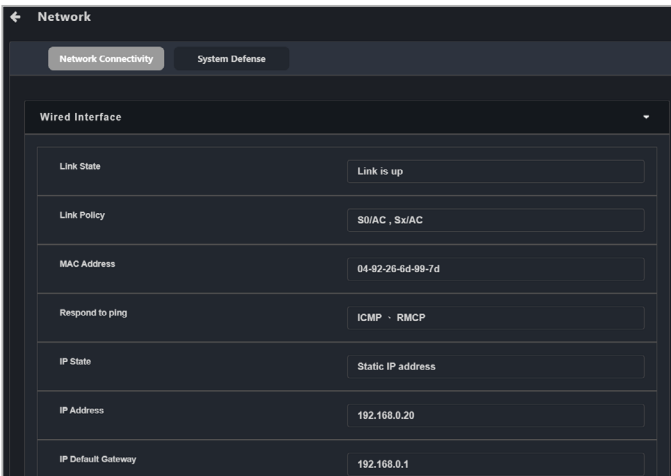 Network
Network Connectivity System Defense
Wired Interface
Link State Link is up
Link Policy S0/AC , Sx/AC
MAC Address 04-92-26-6d-99-7d
Respond to ping ICMP 、 RMCP
IP State Static IP address
IP Address 192.168.0.20
IP Default Gateway 192.168.0.1